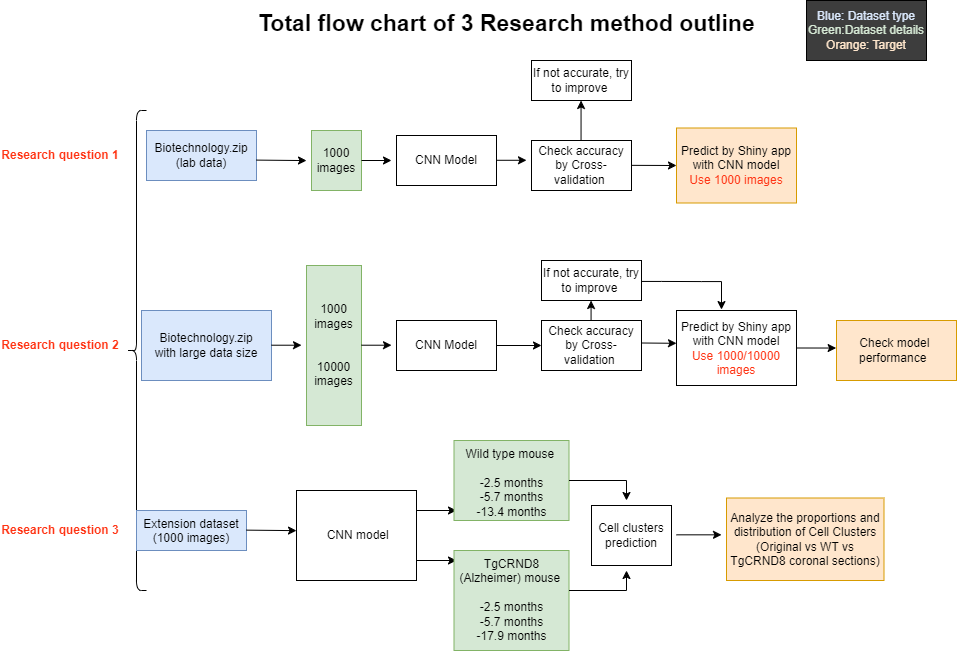 Total flow chart of 3 Research method outline
Blue: Dataset type
Green:Dataset details
Orange: Target
Research question 1
Biotechnology.zip
(lab data)
1000
images
CNN Model
If not accurate, try
to improve
Check accuracy
by Cross-
validation
Predict by Shiny app
with CNN model
Use 1000 images
Research question 2
Biotechnology.zip
with large data size
1000
images
10000
images
CNN Model
If not accurate, try
to improve
Check accuracy
by Cross-
validation
Predict by Shiny app
with CNN model
Use 1000/10000
images
Check model
performance
Research question 3
Extension dataset
(1000 images)
CNN model
Wild type mouse
-2.5 months
-5.7 months
-13.4 months
TgCRND8
(Alzheimer) mouse
-2.5 months
-5.7 months
-17.9 months
Cell clusters
prediction
Analyze the proportions and
distribution of Cell Clusters
(Original vs WT vs
TgCRND8 coronal sections)